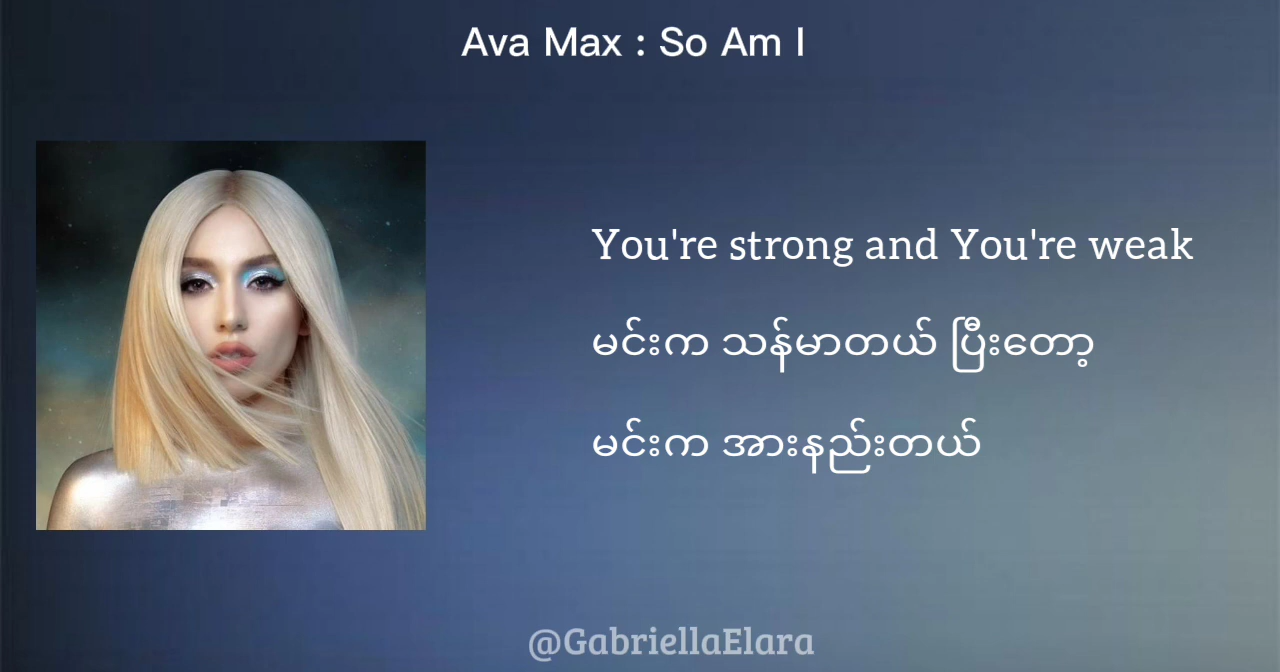 Ava Max : So Am I
You're strong and You're weak
မင်းက သန်မာတယ် ပြီးတော့
မင်းက အားနည်းတယ်
@GabriellaElara